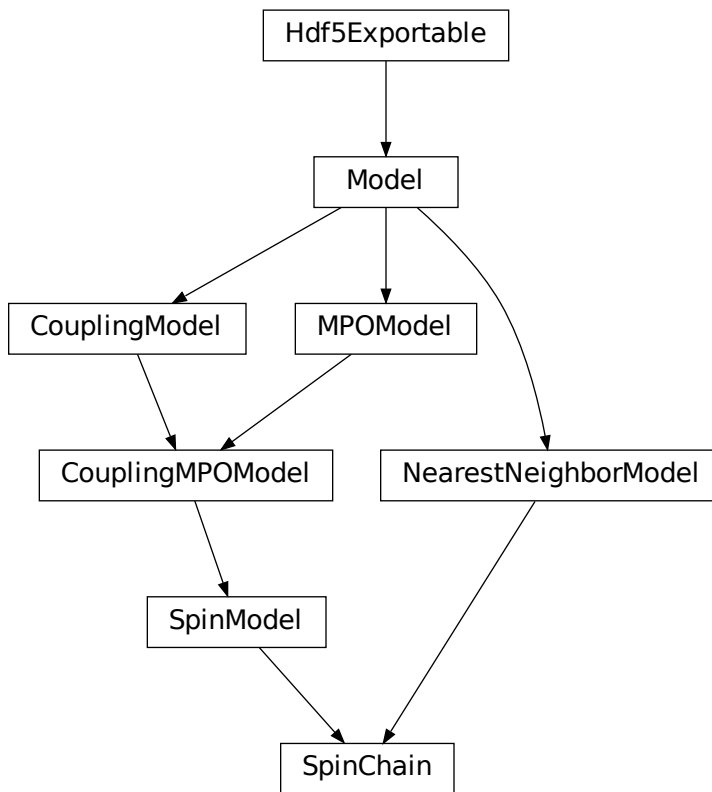 Hdf5Exportable
Model
CouplingModel
MPOModel
CouplingMPOModel
NearestNeighborModel
SpinModel
SpinChain